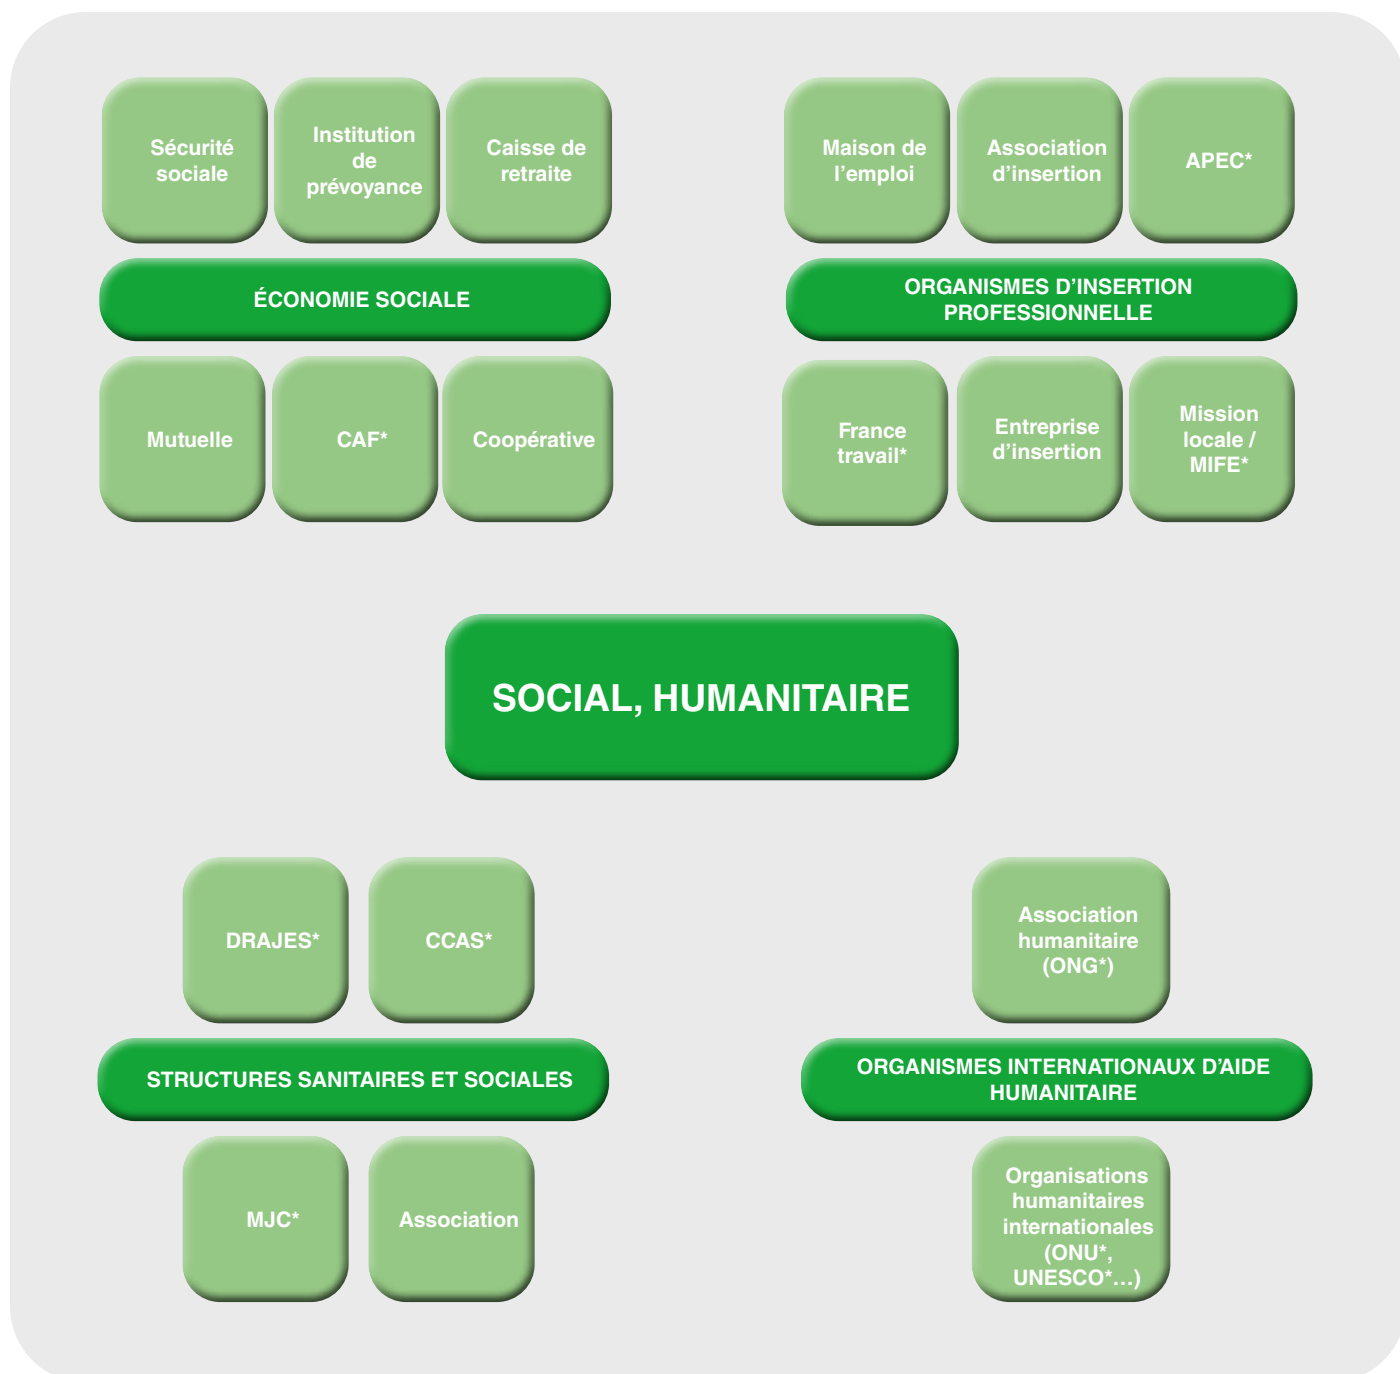 Sécurité
sociale
Institution
de
prévoyance
Caisse de
retraite
ÉCONOMIE SOCIALE
Mutuelle
CAF*
Coopérative
Maison de
l’emploi
Association
d’insertion
APEC*
ORGANISMES D’INSERTION
PROFESSIONNELLE
France
travail*
Entreprise
d’insertion
Mission
locale /
MIFE*
SOCIAL, HUMANITAIRE
DRAJES*
CCAS*
STRUCTURES SANITAIRES ET SOCIALES
MJC*
Association
Association
humanitaire
(ONG*)
ORGANISMES INTERNATIONAUX D’AIDE
HUMANITAIRE
Organisations
humanitaires
internationales
(ONU*,
UNESCO*…)